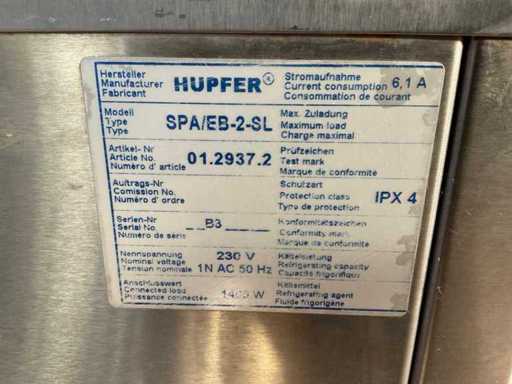 Hersteller
Manufacturer
Fabricant
HUPFER®
Stromaufnahme
Current consumption 6,1 A
Consommation de courant
Modell
Type
Type
SPA/EB-2-SL
Max. Zuladung
Maximum load
Charge maximal
Artikel-Nr
Article No.
Numéro d' article
01.2937.2
Prüfzeichen
Test mark
Marque de conformité
Auftrags-Nr
Comission No.
Numéro d' ordre
Schutzart
Protection class
Type de protection
IPX 4
Serien-Nr
Serial No.
Numéro de série
__B3____
Konformitätszeichen
Conformity mark
Marque de conformité
Nennspannung
Nominal voltage
Tension nominale
230 V
1N AC 50 Hz
Kälteleistung
Refrigerating capacity
Capacité frigorifique
Anschlusswert
Connected load
Puissance connectée
1400 W
Kältemittel
Refrigerating agent
Fluide frigorigène